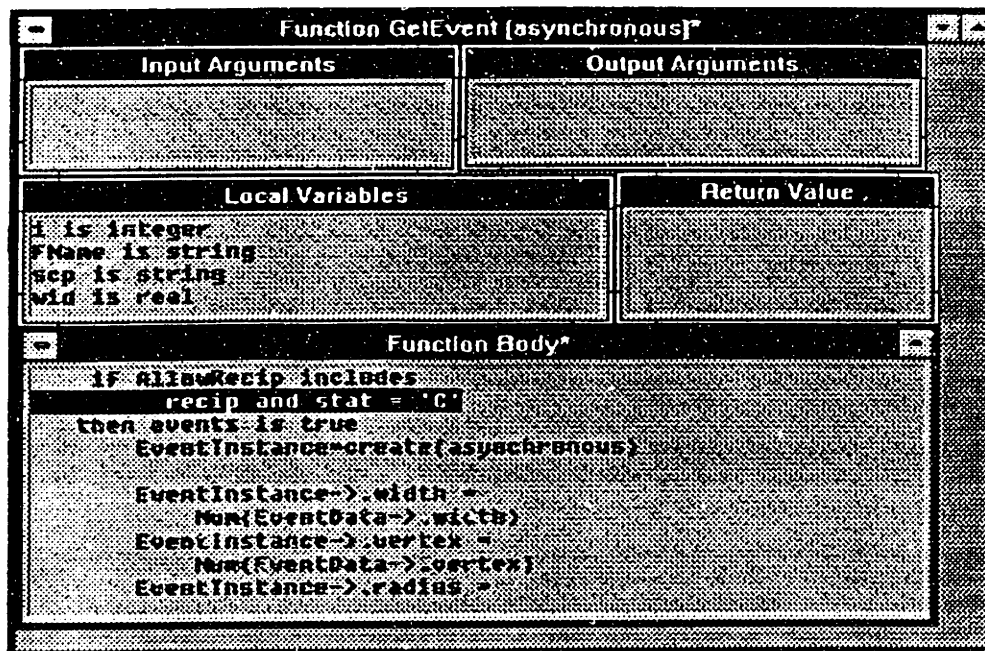 Function GetEvent [asynchronous]*
Input Arguments
Output Arguments
Local Variables
Return Value
i is integer
FName is string
scp is string
wid is real
Function Body*
if AllowRecip includes
recip and stat = 'C'
then events is true
EventInstance=create(asynchronous)
EventInstance->.width =
Num(EventData->.width)
EventInstance->.vertex =
Num(EventData->.vertex)
EventInstance->.radius =